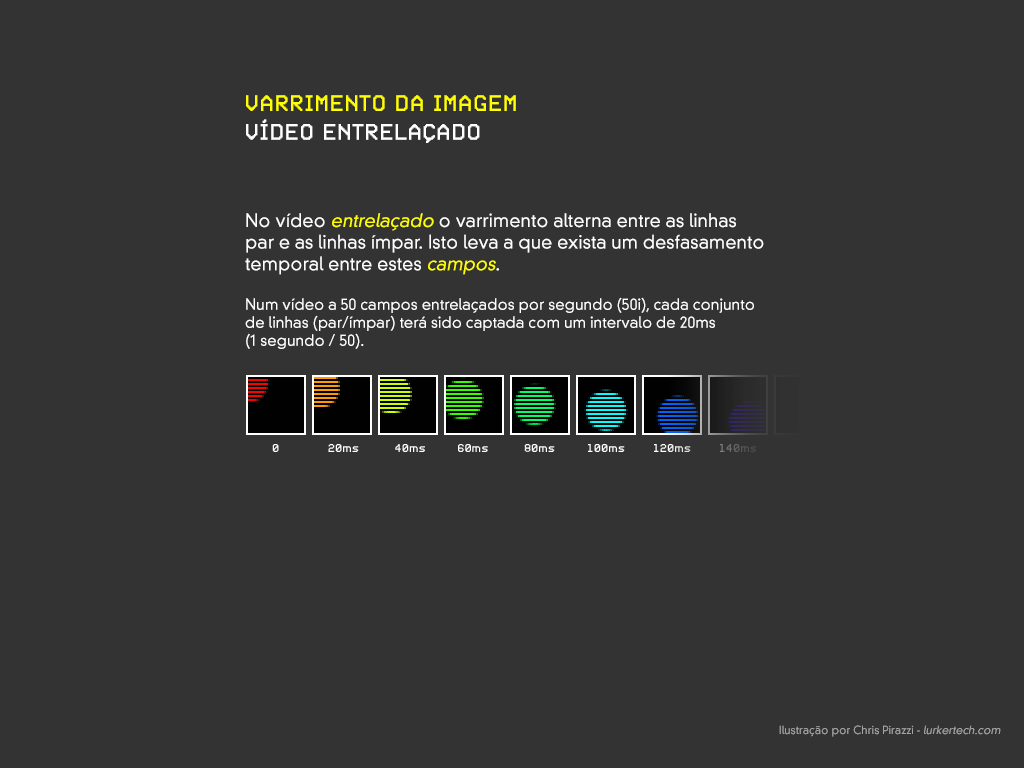 VARRIMENTO DA IMAGEM
VÍDEO ENTRELAÇADO
No vídeo entrelaçado o varrimento alterna entre as linhas
par e as linhas ímpar. Isto leva a que exista um desfasamento
temporal entre estes campos.
Num vídeo a 50 campos entrelaçados por segundo (50i), cada conjunto
de linhas (par/ímpar) terá sido captada com um intervalo de 20ms
(1 segundo / 50).
0 20ms 40ms 60ms 80ms 100ms 120ms 140ms
Ilustração por Chris Pirazzi - lurkertech.com